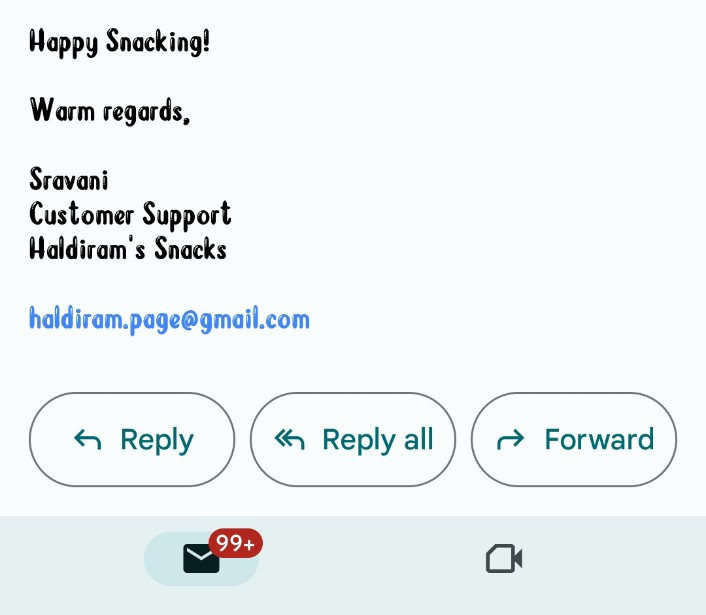 Happy Snacking!
Warm regards,
Sravani
Customer Support
Haldiram's Snacks
haldiram.page@gmail.com
Reply
Reply all
Forward
99+